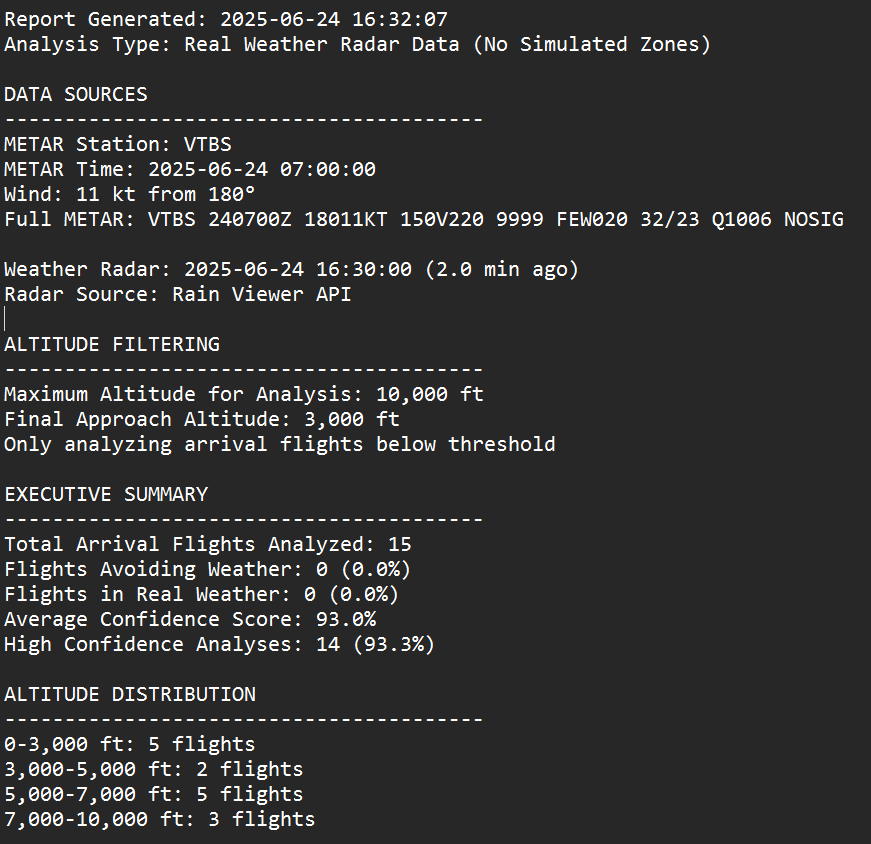 Report Generated: 2025-06-24 16:32:07
Analysis Type: Real Weather Radar Data (No Simulated Zones)
DATA SOURCES
----------------------------------------
METAR Station: VTBS
METAR Time: 2025-06-24 07:00:00
Wind: 11 kt from 180°
Full METAR: VTBS 240700Z 18011KT 150V220 9999 FEW020 32/23 Q1006 NOSIG
Weather Radar: 2025-06-24 16:30:00 (2.0 min ago)
Radar Source: Rain Viewer API
ALTITUDE FILTERING
----------------------------------------
Maximum Altitude for Analysis: 10,000 ft
Final Approach Altitude: 3,000 ft
Only analyzing arrival flights below threshold
EXECUTIVE SUMMARY
----------------------------------------
Total Arrival Flights Analyzed: 15
Flights Avoiding Weather: 0 (0.0%)
Flights in Real Weather: 0 (0.0%)
Average Confidence Score: 93.0%
High Confidence Analyses: 14 (93.3%)
ALTITUDE DISTRIBUTION
----------------------------------------
0-3,000 ft: 5 flights
3,000-5,000 ft: 2 flights
5,000-7,000 ft: 5 flights
7,000-10,000 ft: 3 flights